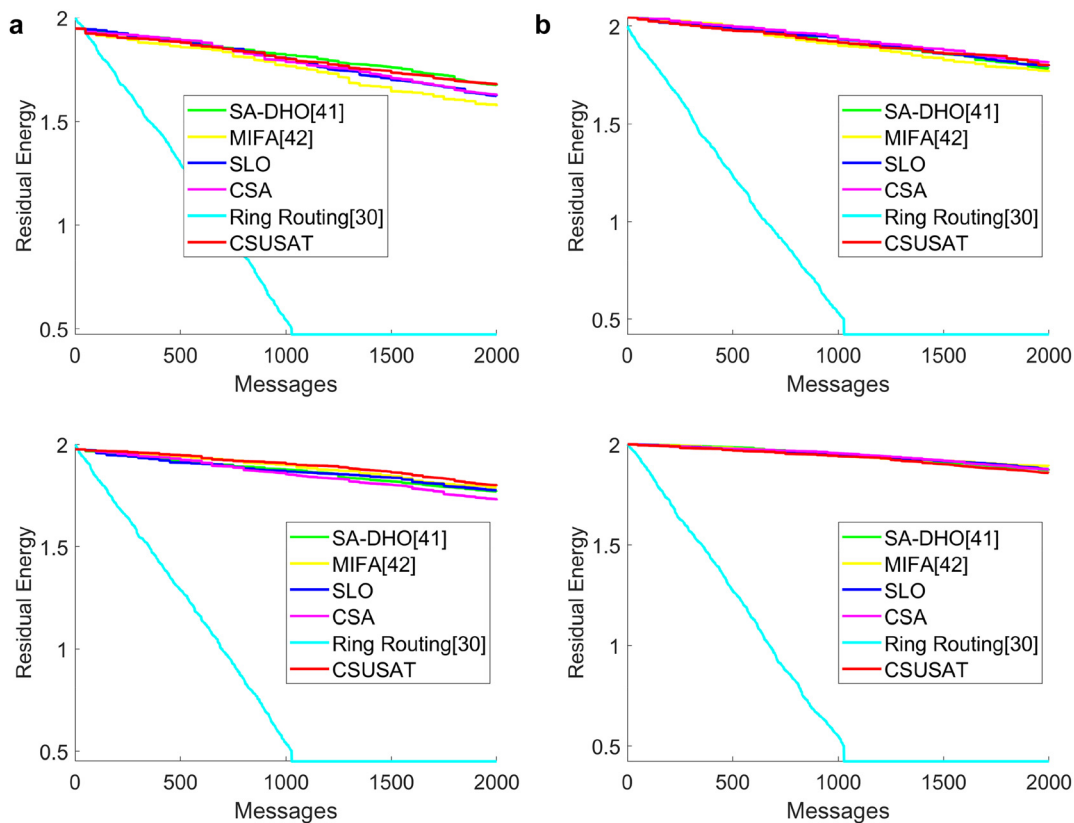 a
2
1.5
1
0.5
Residual Energy
0
500
1000
1500
2000
Messages
SA-DHO[41]
MIFA[42]
SLO
CSA
Ring Routing[30]
CSUSAT
b
2
1.5
1
0.5
Residual Energy
0
500
1000
1500
2000
Messages
SA-DHO[41]
MIFA[42]
SLO
CSA
Ring Routing[30]
CSUSAT
2
1.5
1
0.5
Residual Energy
0
500
1000
1500
2000
Messages
SA-DHO[41]
MIFA[42]
SLO
CSA
Ring Routing[30]
CSUSAT
2
1.5
1
0.5
Residual Energy
0
500
1000
1500
2000
Messages
SA-DHO[41]
MIFA[42]
SLO
CSA
Ring Routing[30]
CSUSAT